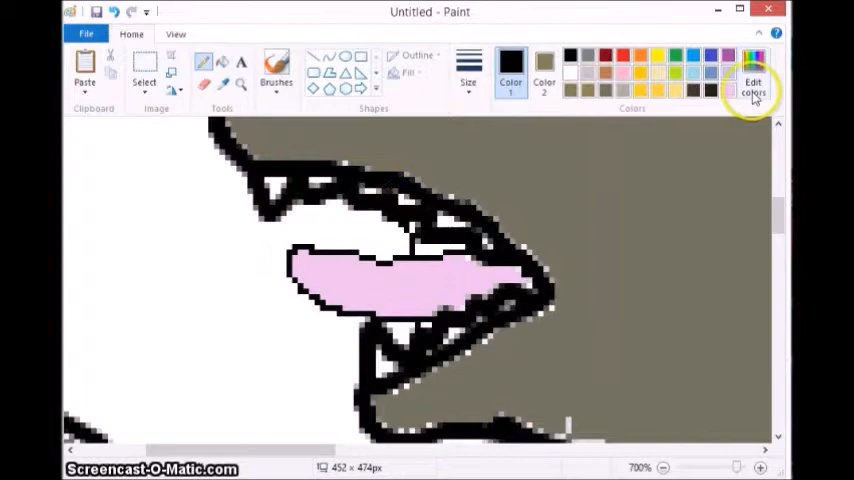 Untitled - Paint
File Home View
Paste
Select
Brushes
Size
Outline
Fill
Color 1
Color 2
Edit colors
Clipboard Image Tools Shapes Colors
Screencast-O-Matic.com 452 × 474px 700%